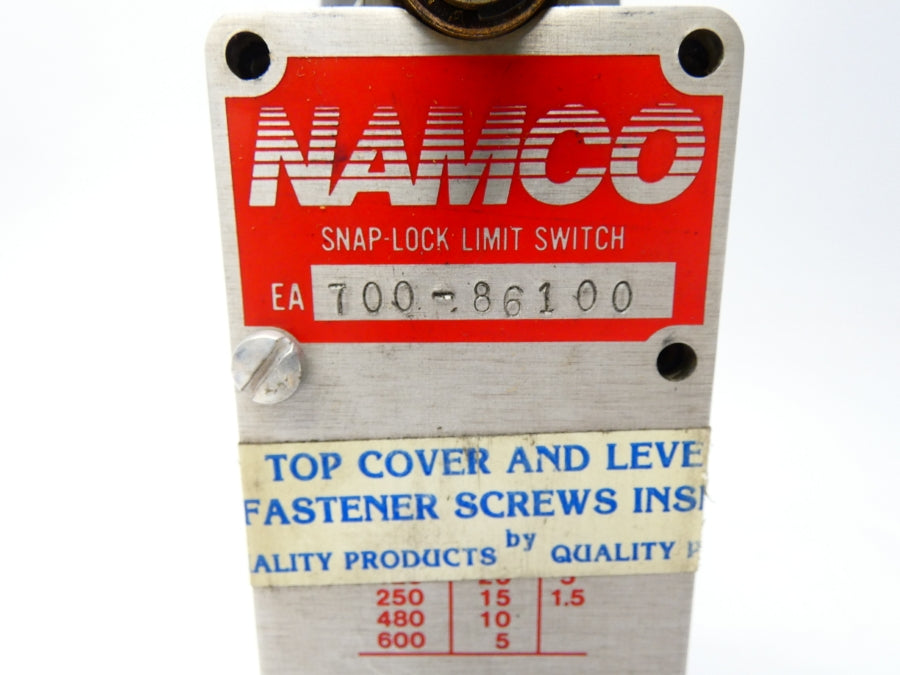 NAMCO
SNAP-LOCK LIMIT SWITCH
EA 700-86100
TOP COVER AND LEVE
FASTENER SCREWS INS
ALITY PRODUCTS by QUALITY
250 15 1.5
480 10
600 5